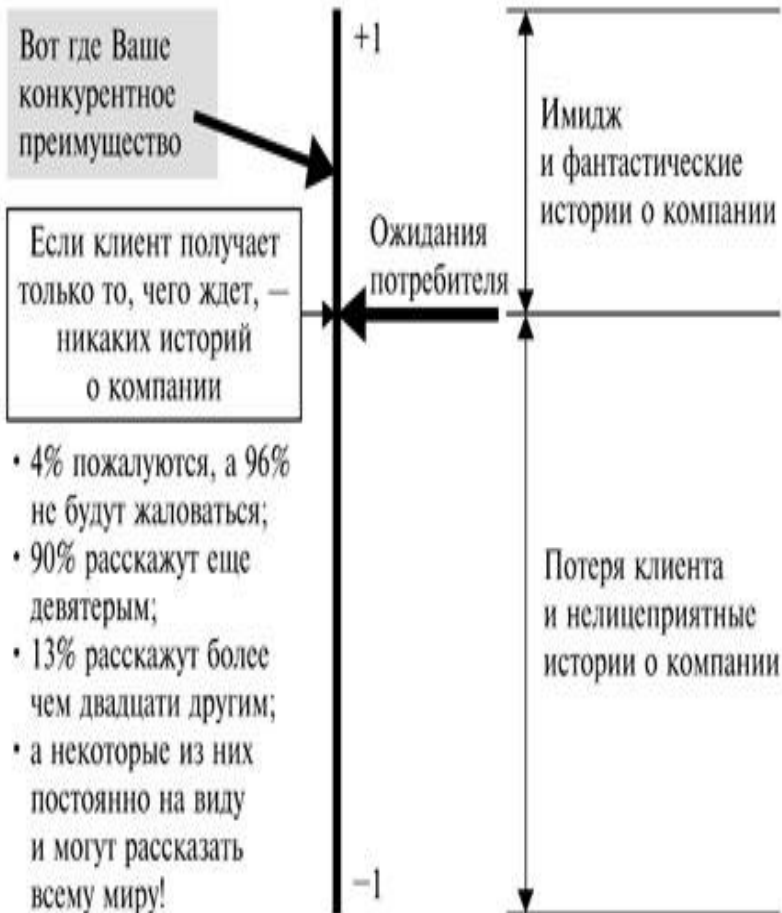 Вот где Ваше
конкурентное
преимущество
+1
Имидж
и фантастические
истории о компании
Ожидания
потребителя
Если клиент получает
только то, чего ждет, —
никаких историй
о компании
• 4% пожалуются, а 96%
не будут жаловаться;
• 90% расскажут еще
девятерым;
• 13% расскажут более
чем двадцати другим;
• а некоторые из них
постоянно на виду
и могут рассказать
всему миру!
Потеря клиента
и нелицеприятные
истории о компании
−1